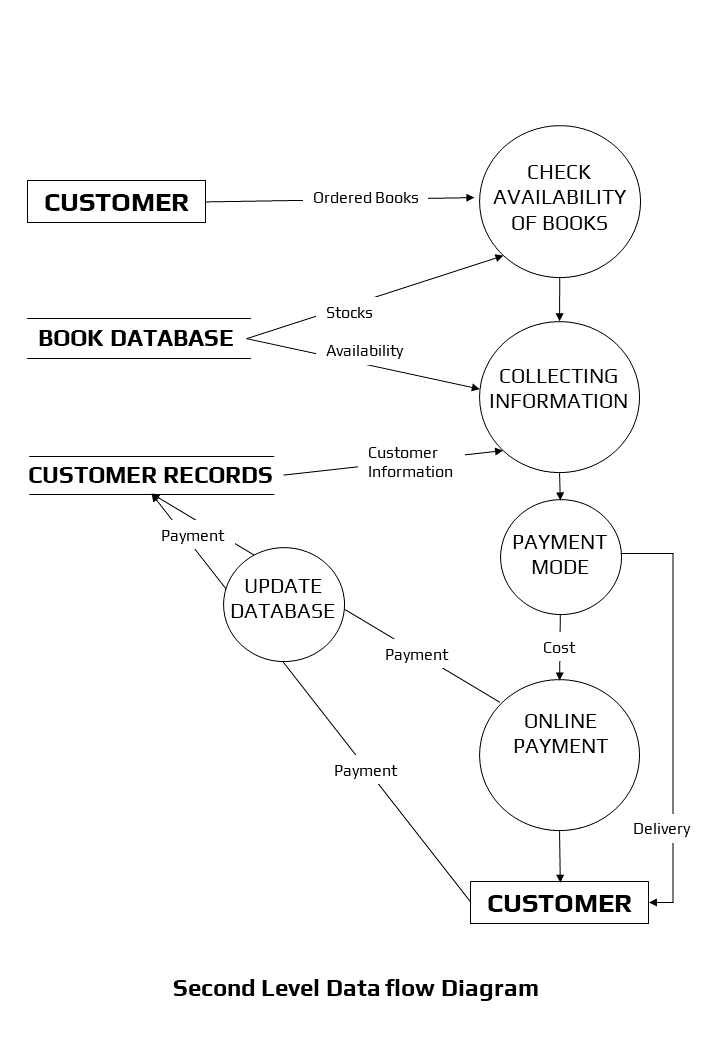 CHECK
AVAILABILITY
OF BOOKS
CUSTOMER
Ordered Books
Stocks
BOOK DATABASE
Availability
COLLECTING
INFORMATION
Customer
Information
CUSTOMER RECORDS
Payment
PAYMENT
MODE
UPDATE
DATABASE
Cost
Payment
ONLINE
PAYMENT
Payment
Delivery
CUSTOMER
Second Level Data flow Diagram